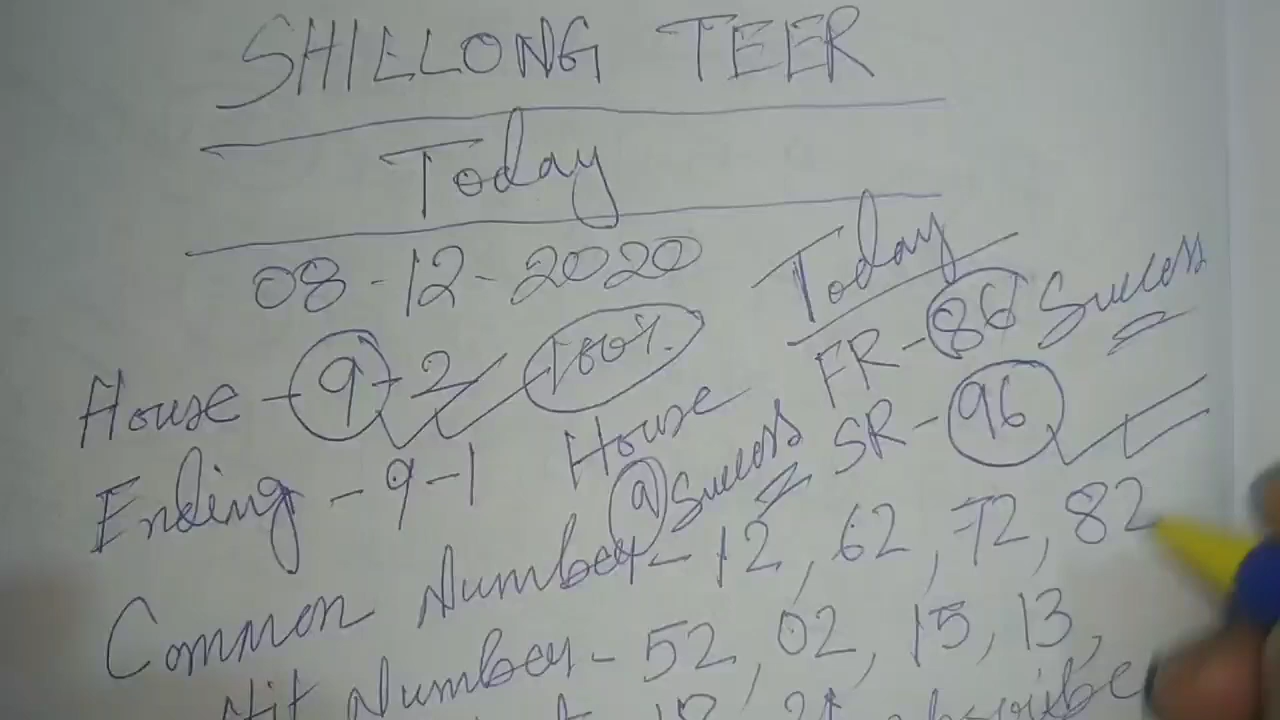 SHILLONG TEER
Today
08-12-2020
House - 9-2 100%
Ending - 9-1
Today
FR-86 Success
SR-96
House 9 Success
Common Number - 12, 62, 72, 82
Hit Number - 52, 02, 15, 13,